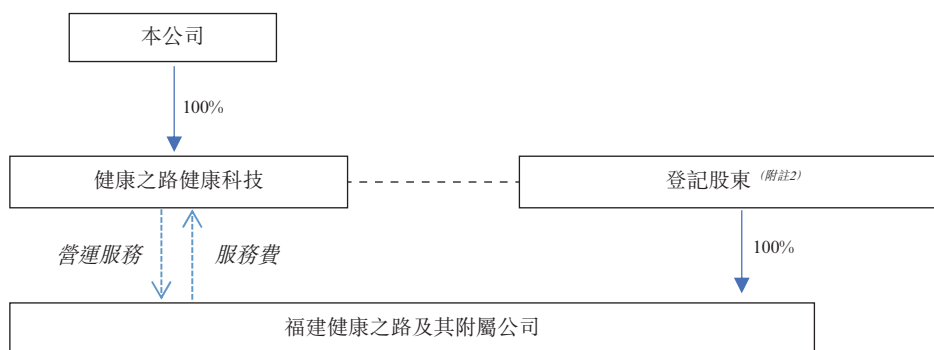 本公司
100%
健康之路健康科技
登記股東 (附註2)
營運服務
服務費
100%
福建健康之路及其附屬公司